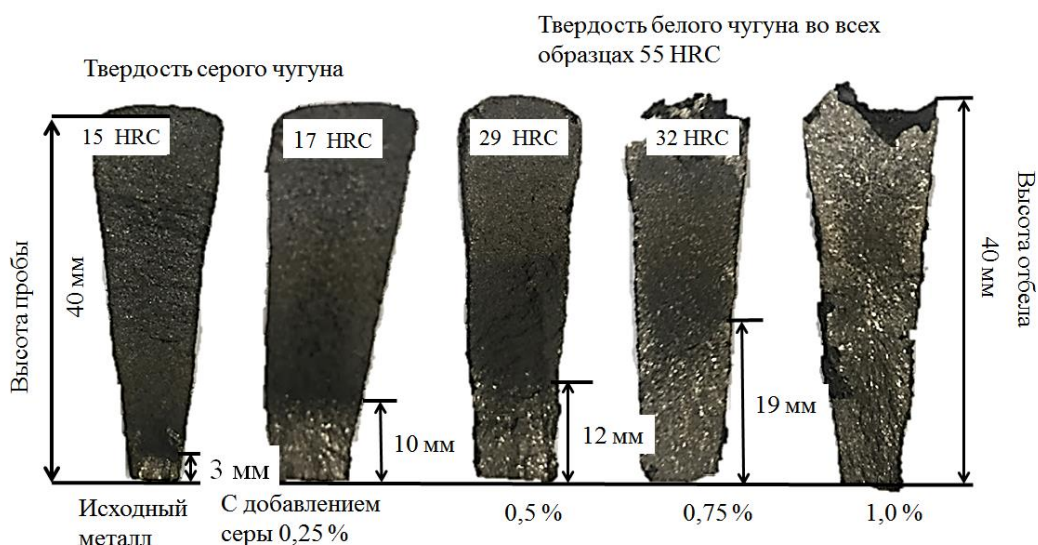 Твердость белого чугуна во всех
образцах 55 HRC
Твердость серого чугуна
15 HRC
17 HRC
29 HRC
32 HRC
Высота пробы
40 мм
3 мм
10 мм
12 мм
19 мм
40 мм
Высота отбела
Исходный
металл
С добавлением
серы 0,25 %
0,5 %
0,75 %
1,0 %